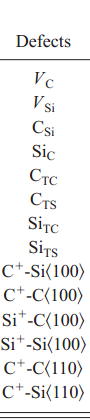 Defects
V_C
V_Si
C_Si
Si_C
C_TC
C_TS
Si_TC
Si_TS
C⁺-Si⟨100⟩
C⁺-C⟨100⟩
Si⁺-C⟨100⟩
Si⁺-Si⟨100⟩
C⁺-C⟨110⟩
C⁺-Si⟨110⟩